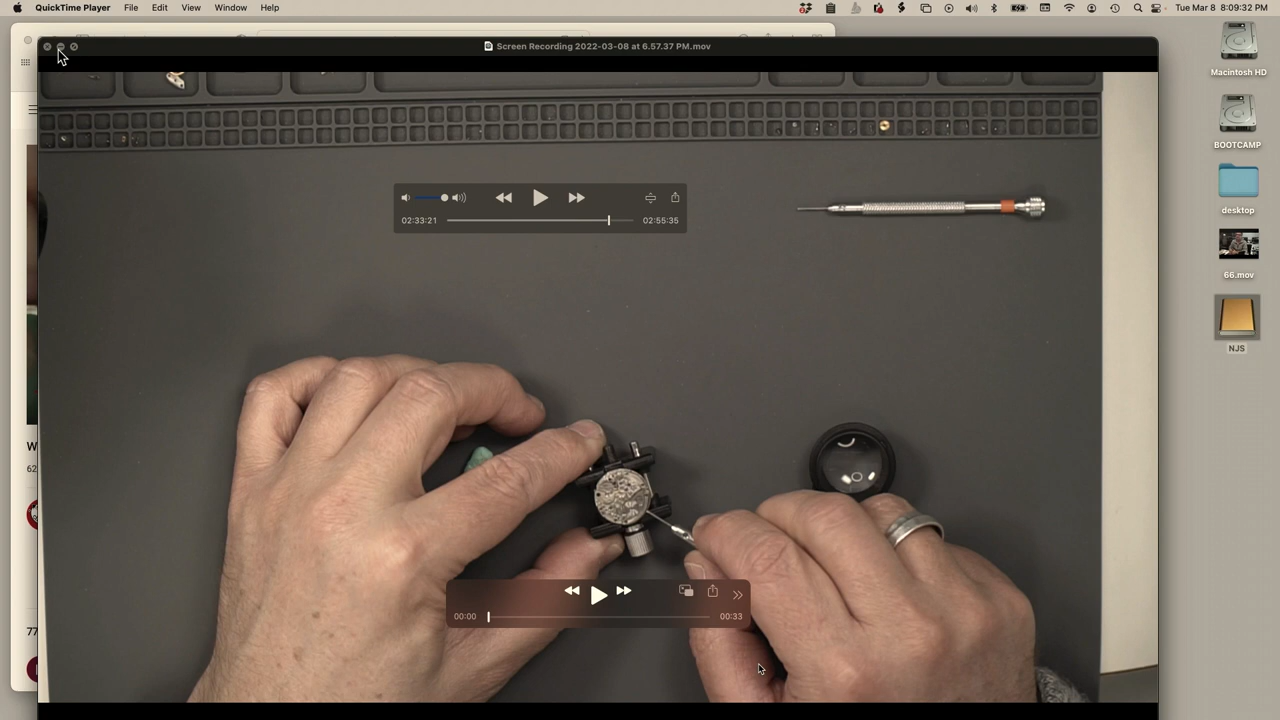 QuickTime Player File Edit View Window Help Tue Mar 8 8:09:32 PM
Screen Recording 2022-03-08 at 6.57.37 PM.mov
Macintosh HD
BOOTCAMP
desktop
66.mov
NJS
02:33:21 02:55:35
00:00 00:33
W
62
77